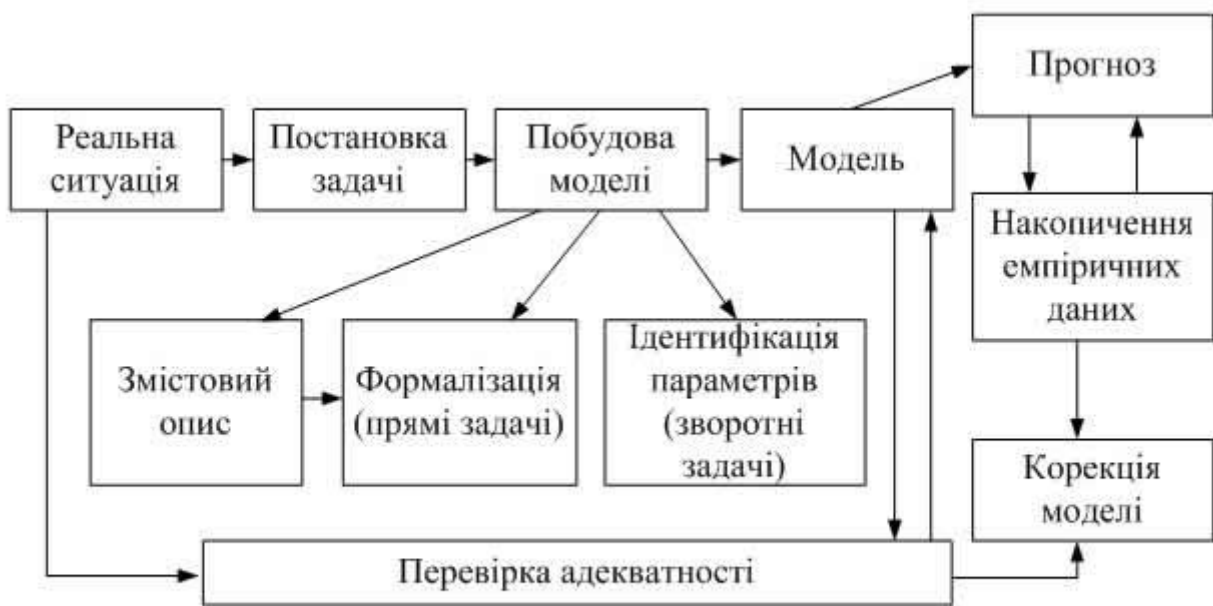 Прогноз
Реальна
ситуація
Постановка
задачі
Побудова
моделі
Модель
Накопичення
емпіричних
даних
Змістовий
опис
Формалізація
(прямі задачі)
Ідентифікація
параметрів
(зворотні
задачі)
Корекція
моделі
Перевірка адекватності